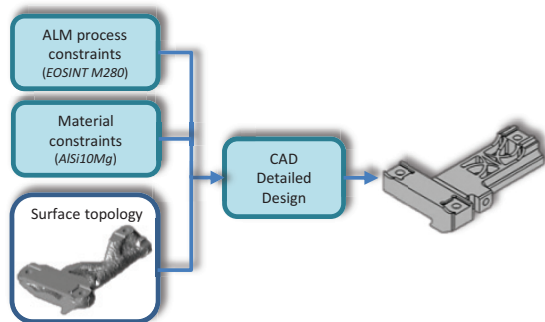 ALM process
constraints
(EOSINT M280)
Material
constraints
(AlSi10Mg)
Surface topology
CAD
Detailed
Design